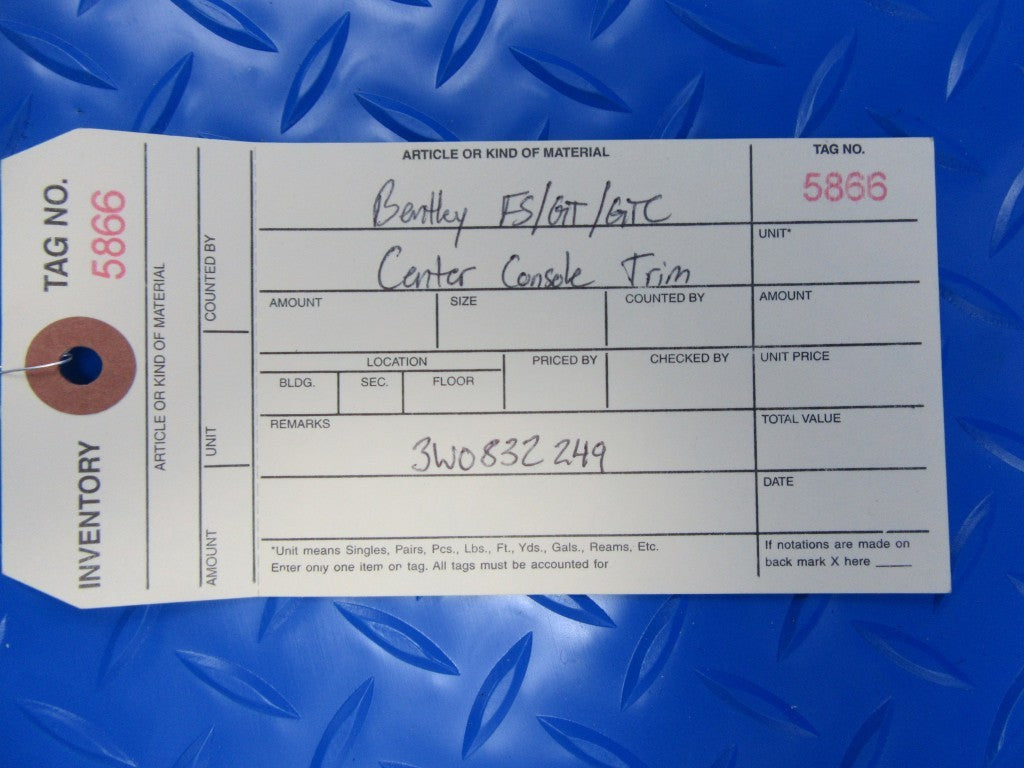 TAG NO.
5866
INVENTORY
ARTICLE OR KIND OF MATERIAL
COUNTED BY
UNIT
AMOUNT
ARTICLE OR KIND OF MATERIAL
Bentley FS/GT/GTC
Center Console Trim
TAG NO.
5866
UNIT*
AMOUNT SIZE COUNTED BY AMOUNT
LOCATION PRICED BY CHECKED BY UNIT PRICE
BLDG. SEC. FLOOR
REMARKS TOTAL VALUE
3W0832249
DATE
*Unit means Singles, Pairs, Pcs., Lbs., Ft., Yds., Gals., Reams, Etc.
Enter only one item on tag. All tags must be accounted for
If notations are made on
back mark X here _____